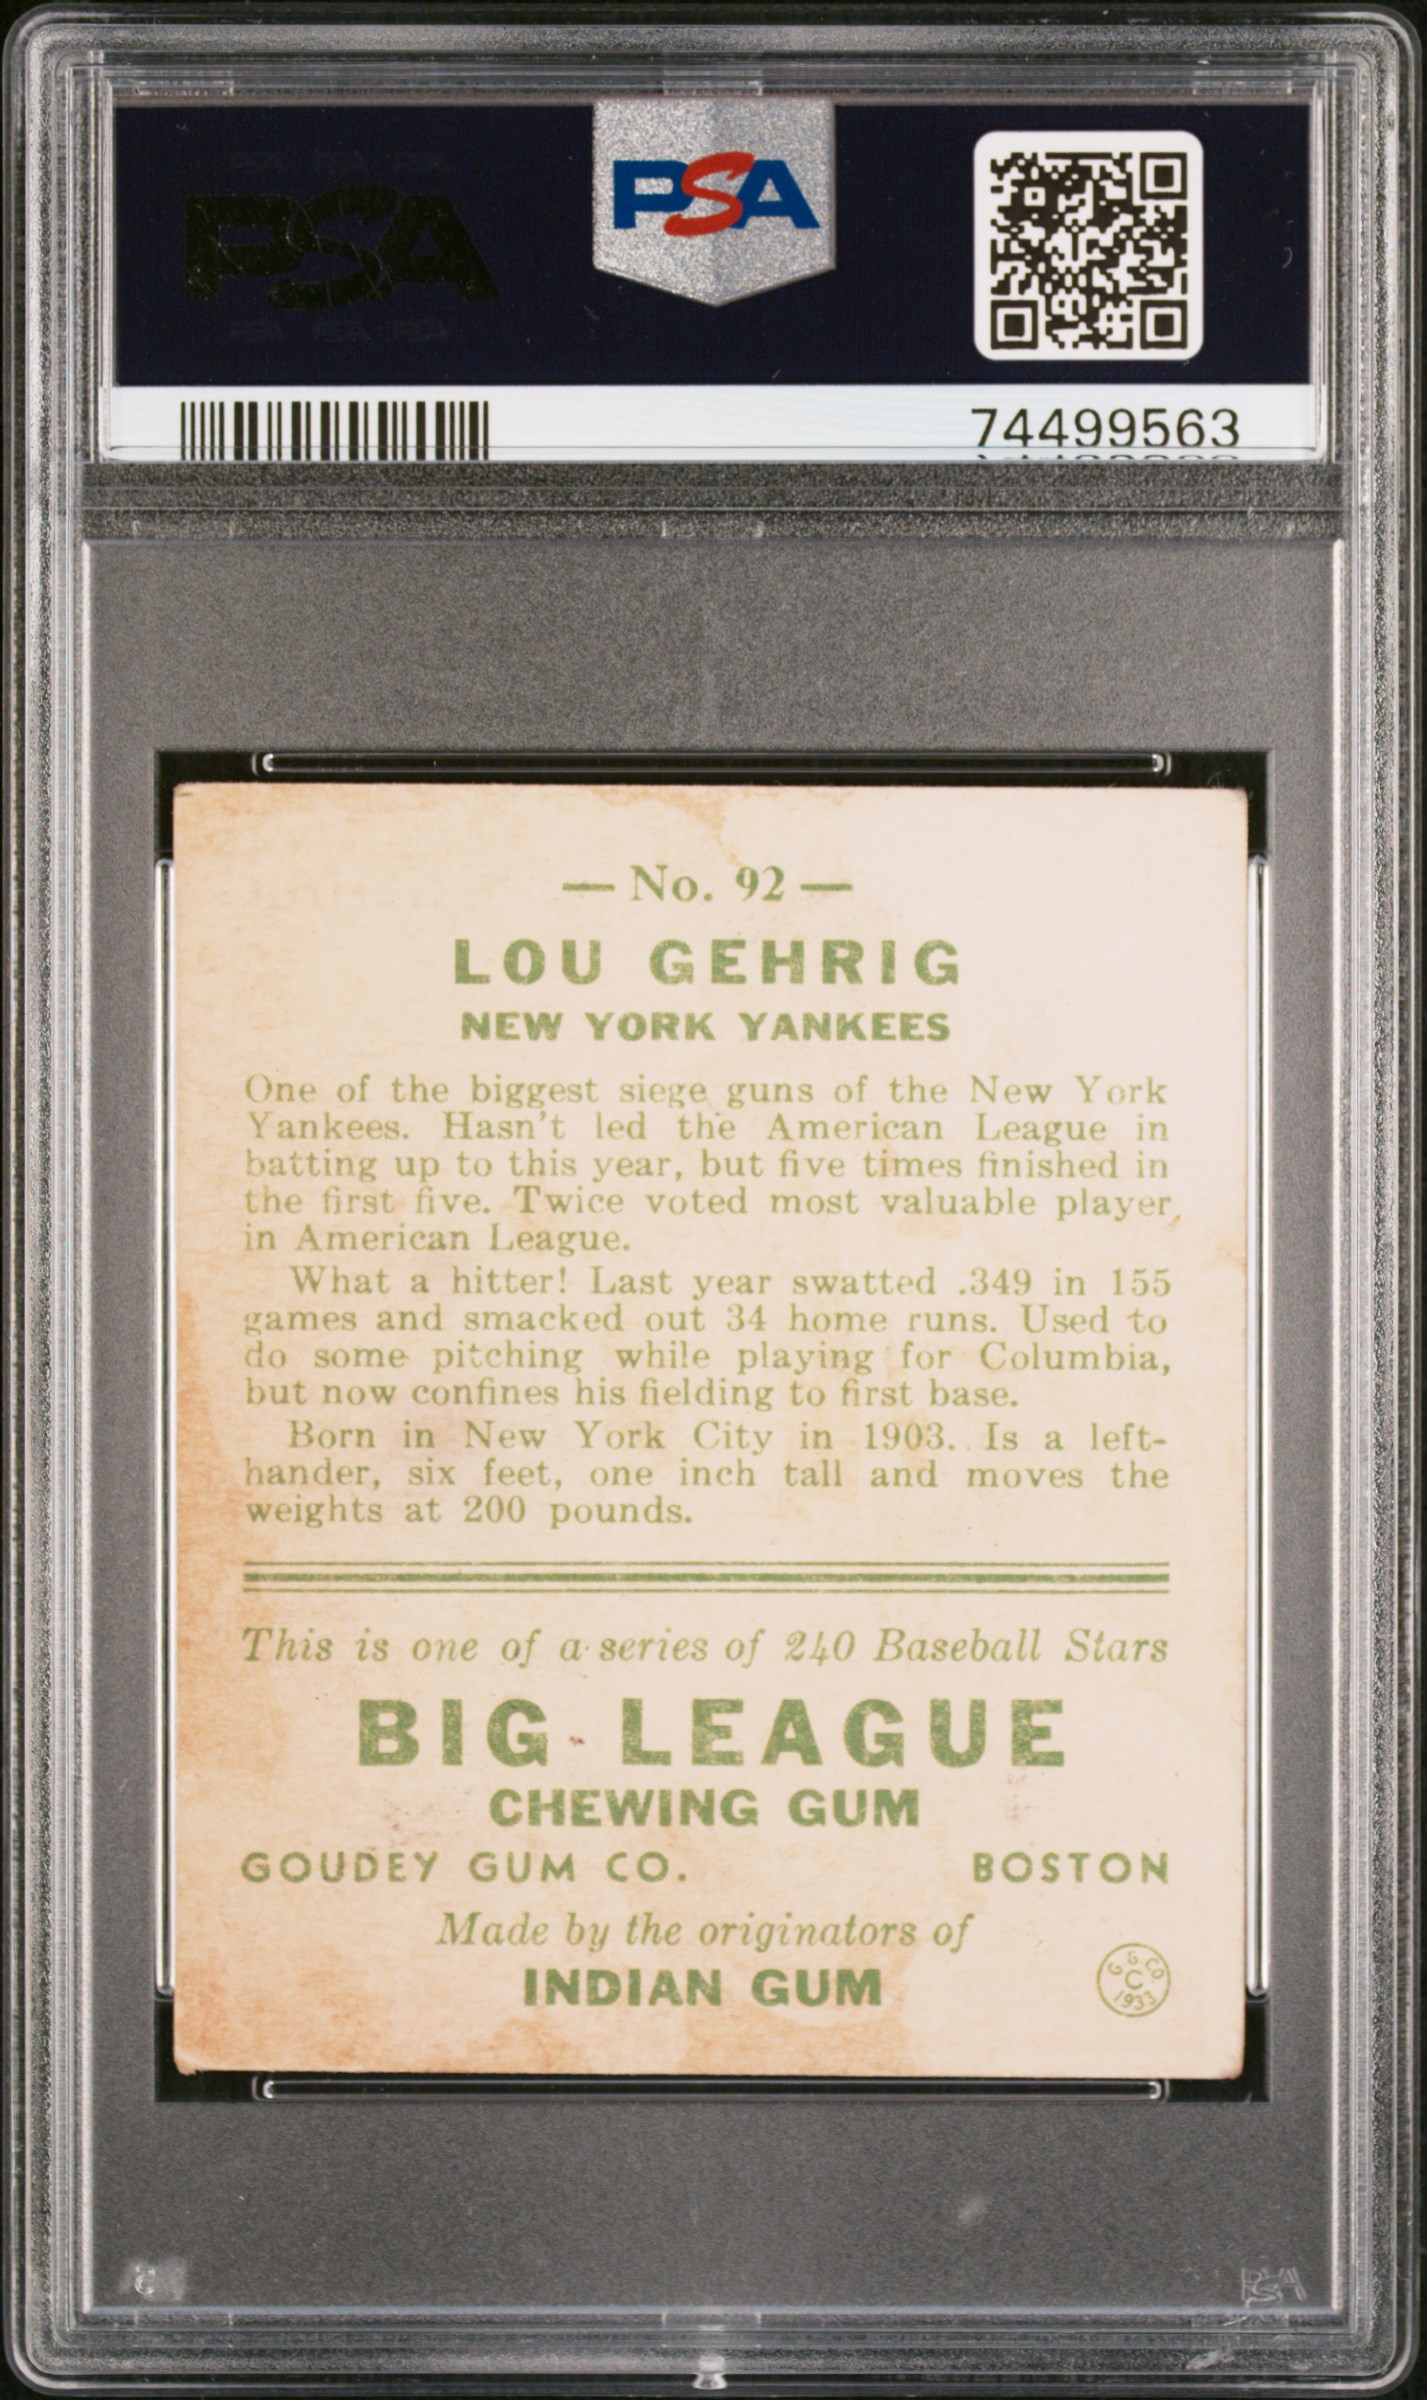 PSA
PSA
74499563
— No. 92 —
LOU GEHRIG
NEW YORK YANKEES
One of the biggest siege guns of the New York
Yankees. Hasn't led the American League in
batting up to this year, but five times finished in
the first five. Twice voted most valuable player
in American League.
What a hitter! Last year swatted .349 in 155
games and smacked out 34 home runs. Used to
do some pitching while playing for Columbia,
but now confines his fielding to first base.
Born in New York City in 1903. Is a left-
hander, six feet, one inch tall and moves the
weights at 200 pounds.
This is one of a series of 240 Baseball Stars
BIG LEAGUE
CHEWING GUM
GOUDEY GUM CO. BOSTON
Made by the originators of
INDIAN GUM
G. G. CO.
C
1933
PSA